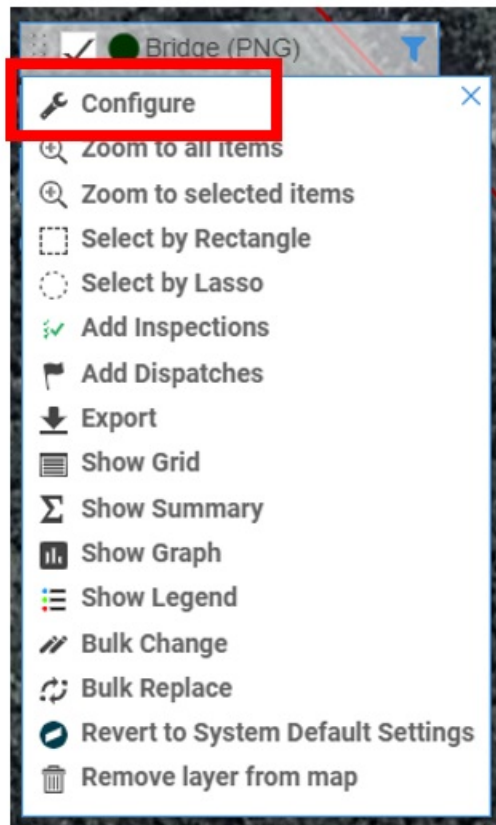 Bridge (PNG)
Configure
Zoom to all items
Zoom to selected items
Select by Rectangle
Select by Lasso
Add Inspections
Add Dispatches
Export
Show Grid
Show Summary
Show Graph
Show Legend
Bulk Change
Bulk Replace
Revert to System Default Settings
Remove layer from map